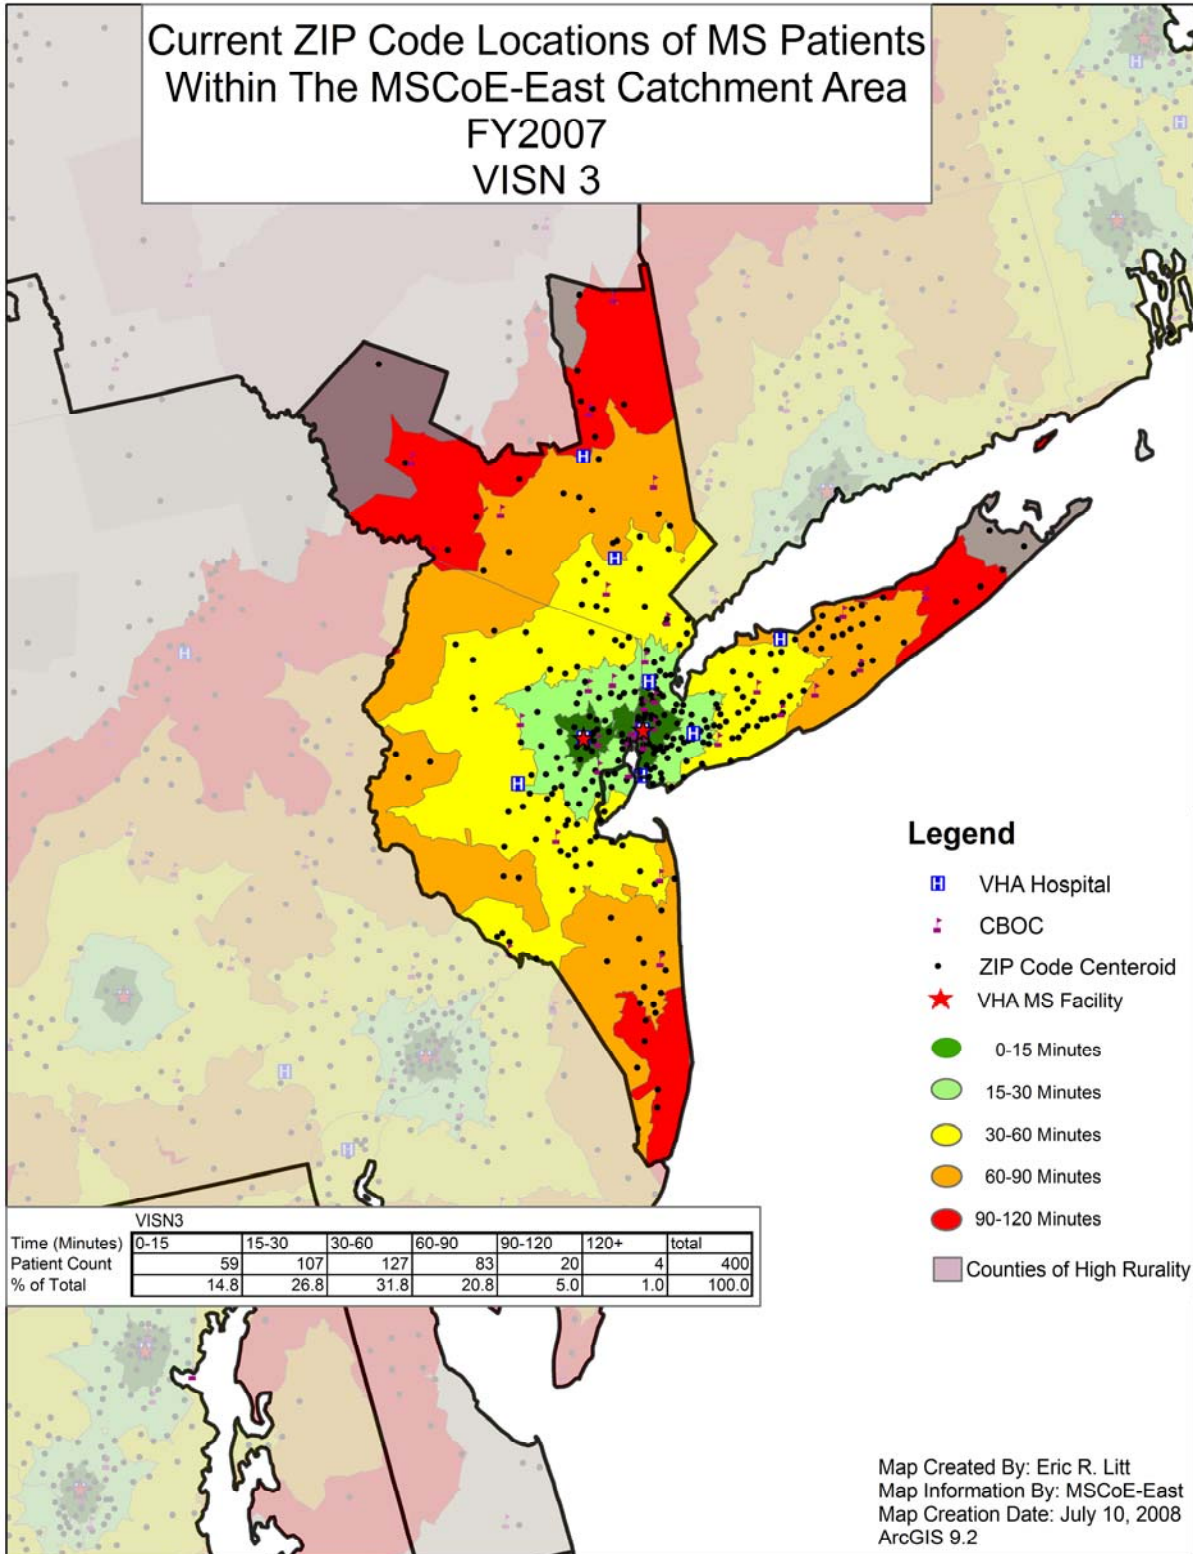 Current ZIP Code Locations of MS Patients
Within The MSCoE-East Catchment Area
FY2007
VISN 3
Legend
VHA Hospital
CBOC
ZIP Code Centeroid
VHA MS Facility
0-15 Minutes
15-30 Minutes
30-60 Minutes
60-90 Minutes
90-120 Minutes
Counties of High Rurality
VISN3
Time (Minutes) 0-15 15-30 30-60 60-90 90-120 120+ total
Patient Count 59 107 127 83 20 4 400
% of Total 14.8 26.8 31.8 20.8 5.0 1.0 100.0
Map Created By: Eric R. Litt
Map Information By: MSCoE-East
Map Creation Date: July 10, 2008
ArcGIS 9.2